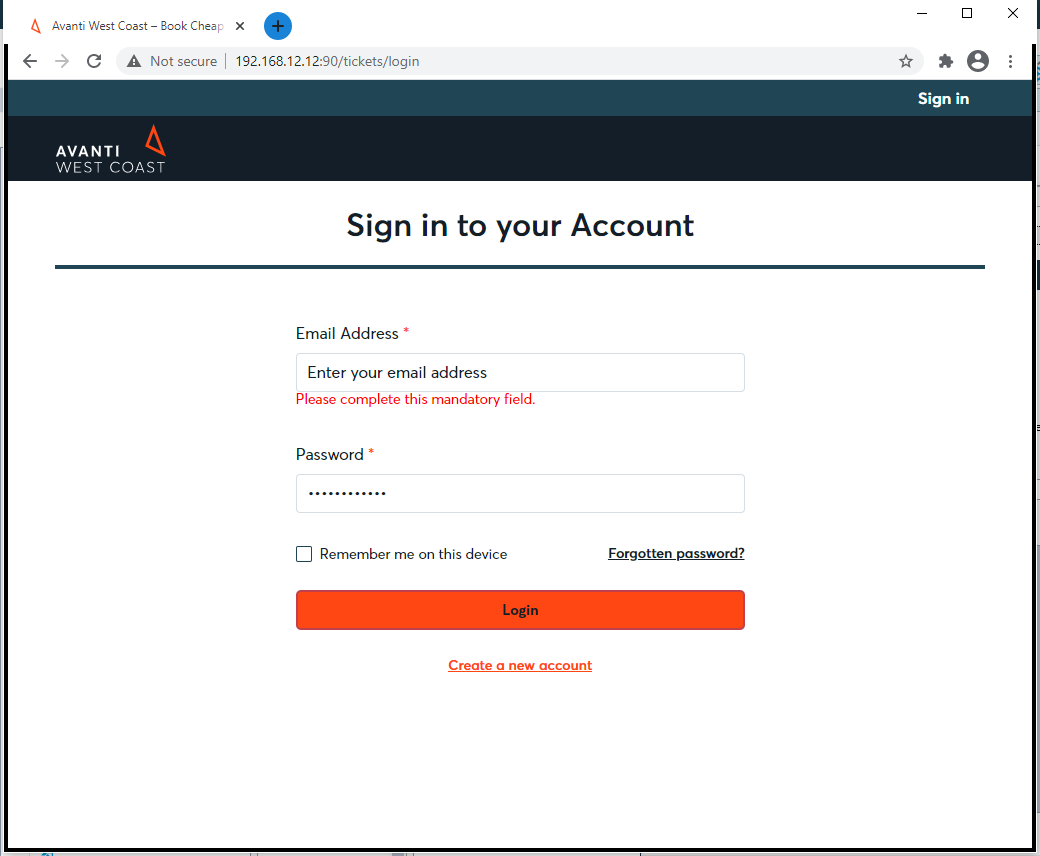 Avanti West Coast – Book Cheap
Not secure 192.168.12.12:90/tickets/login
Sign in
AVANTI
WEST COAST
Sign in to your Account
Email Address *
Enter your email address
Please complete this mandatory field.
Password *
••••••••••••
Remember me on this device Forgotten password?
Login
Create a new account